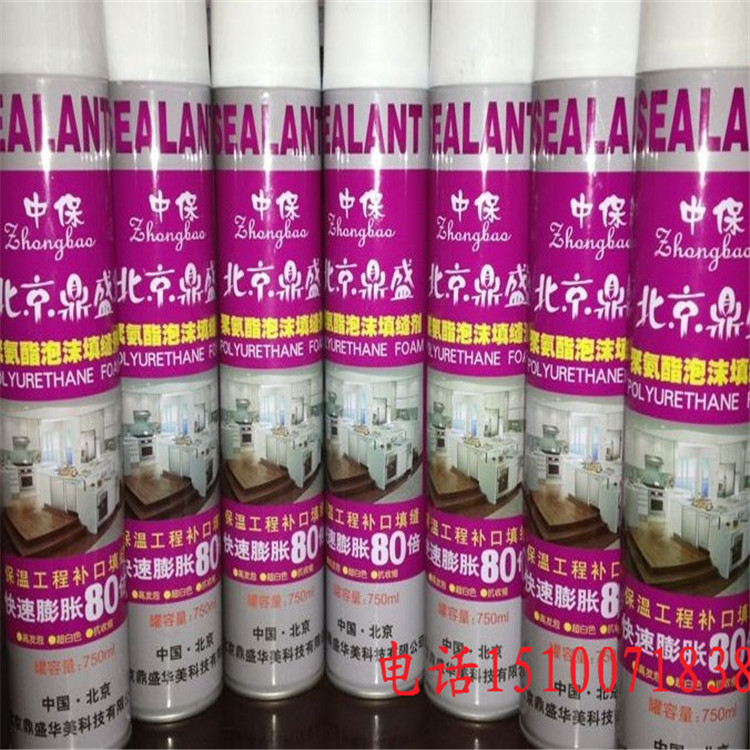 SEALANT
中保
Zhongbao
北京鼎盛
聚氨酯泡沫填缝剂
POLYURETHANE FOAM
保温工程补口填缝
快速膨胀80倍
●高发泡 ●超白色 ●抗收缩
罐容量:750ml
中国·北京
北京鼎盛华美科技有限公司
电话1510071838